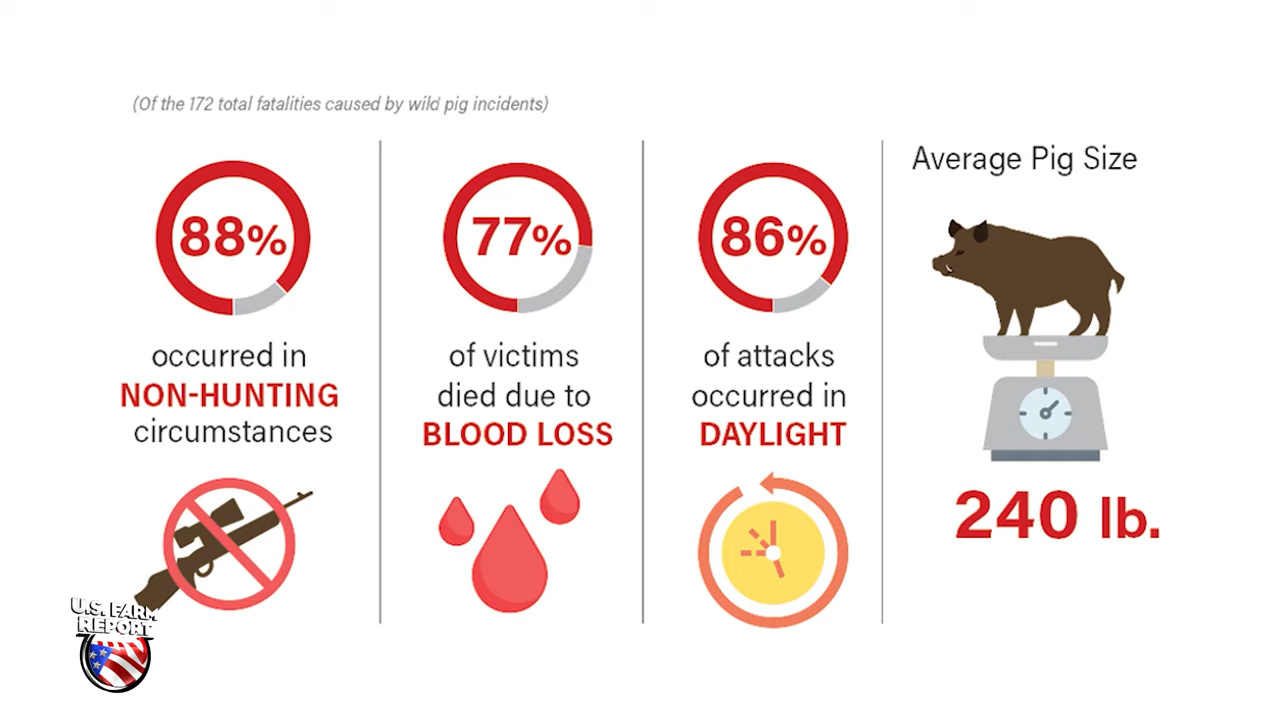 (Of the 172 total fatalities caused by wild pig incidents)
88%
occurred in
NON-HUNTING
circumstances
77%
of victims
died due to
BLOOD LOSS
86%
of attacks
occurred in
DAYLIGHT
Average Pig Size
240 lb.
U.S. FARM
REPORT